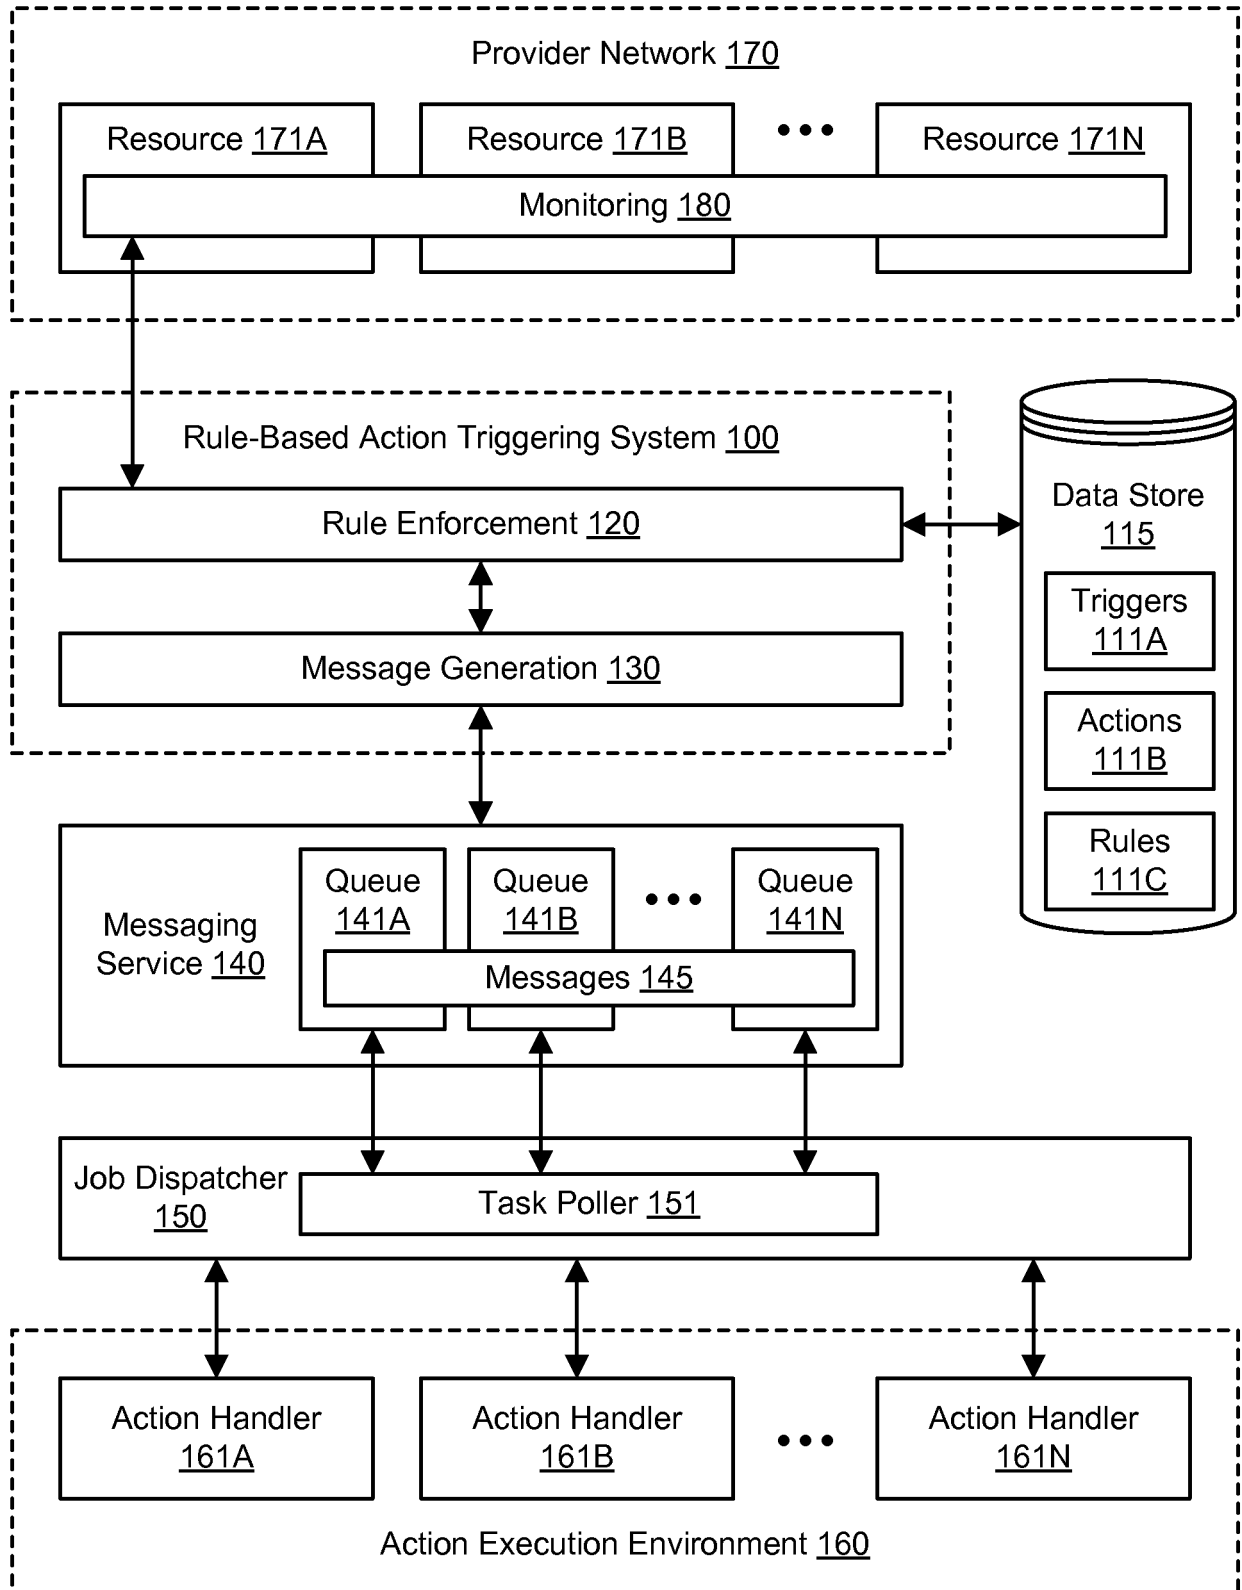 Provider Network 170
Resource 171A
Resource 171B
Resource 171N
Monitoring 180
Rule-Based Action Triggering System 100
Rule Enforcement 120
Message Generation 130
Data Store
115
Triggers
111A
Actions
111B
Rules
111C
Messaging
Service 140
Queue
141A
Queue
141B
Queue
141N
Messages 145
Job Dispatcher
150
Task Poller 151
Action Handler
161A
Action Handler
161B
Action Handler
161N
Action Execution Environment 160